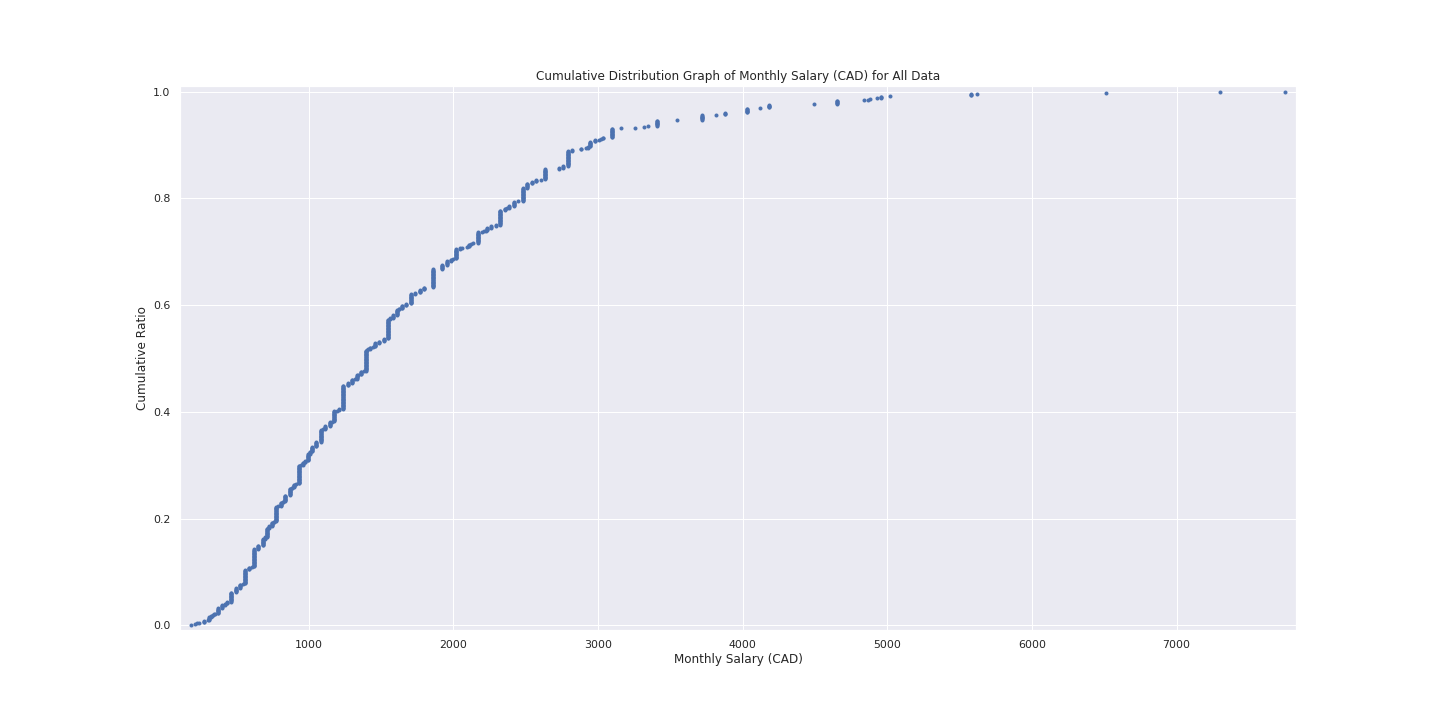 Cumulative Distribution Graph of Monthly Salary (CAD) for All Data
1.0
0.8
0.6
0.4
0.2
0.0
Cumulative Ratio
1000 2000 3000 4000 5000 6000 7000
Monthly Salary (CAD)